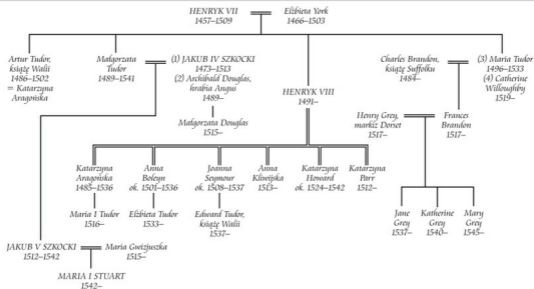 HENRYK VII
1457–1509
Elżbieta York
1466–1503
Artur Tudor,
książę Walii
1486–1502
= Katarzyna
Aragońska
Małgorzata
Tudor
1489–1541
(1) JAKUB IV SZKOCKI
1473–1513
(2) Archibald Douglas,
hrabia Angus
1489–
HENRYK VIII
1491–
Charles Brandon,
książę Suffolku
1484–
(3) Maria Tudor
1496–1533
(4) Catherine
Willoughby
1519–
Małgorzata Douglas
1515–
Henry Grey,
markiz Dorset
1517–
Frances
Brandon
1517–
Katarzyna
Aragońska
1485–1536
Anna
Boleyn
ok. 1501–1536
Joanna
Seymour
ok. 1508–1537
Anna
Kliwijska
1515–
Katarzyna
Howard
ok. 1524–1542
Katarzyna
Parr
1512–
Maria I Tudor
1516–
Elżbieta Tudor
1533–
Edward Tudor,
książę Walii
1537–
Jane
Grey
1537–
Katherine
Grey
1540–
Mary
Grey
1545–
JAKUB V SZKOCKI
1512–1542
Maria Gwizjuszka
1515–
MARIA I STUART
1542–